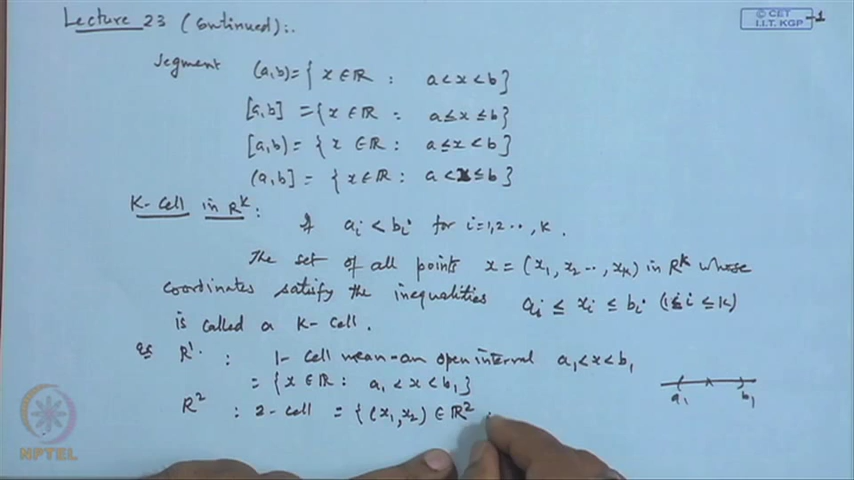 Lecture 23 (Continued):.
© CET
I.I.T. KGP
-1
Segment (a,b) = { x ∈ ℝ : a < x < b }
[a,b] = { x ∈ ℝ : a ≤ x ≤ b }
[a,b) = { x ∈ ℝ : a ≤ x < b }
(a,b] = { x ∈ ℝ : a < x ≤ b }
K-Cell in R^K :
If a_i < b_i for i=1,2..., K.
The set of all points x = (x_1, x_2..., x_K) in R^K whose
coordinates satisfy the inequalities a_i ≤ x_i ≤ b_i (1≤ i ≤ K)
is called a K-cell.
eg R^1. : 1-cell mean-an open interval a_1 < x < b_1
= { x ∈ ℝ : a_1 < x < b_1 }
a_1 b_1
R^2 : 2-cell = { (x_1, x_2) ∈ ℝ^2 :
NPTEL